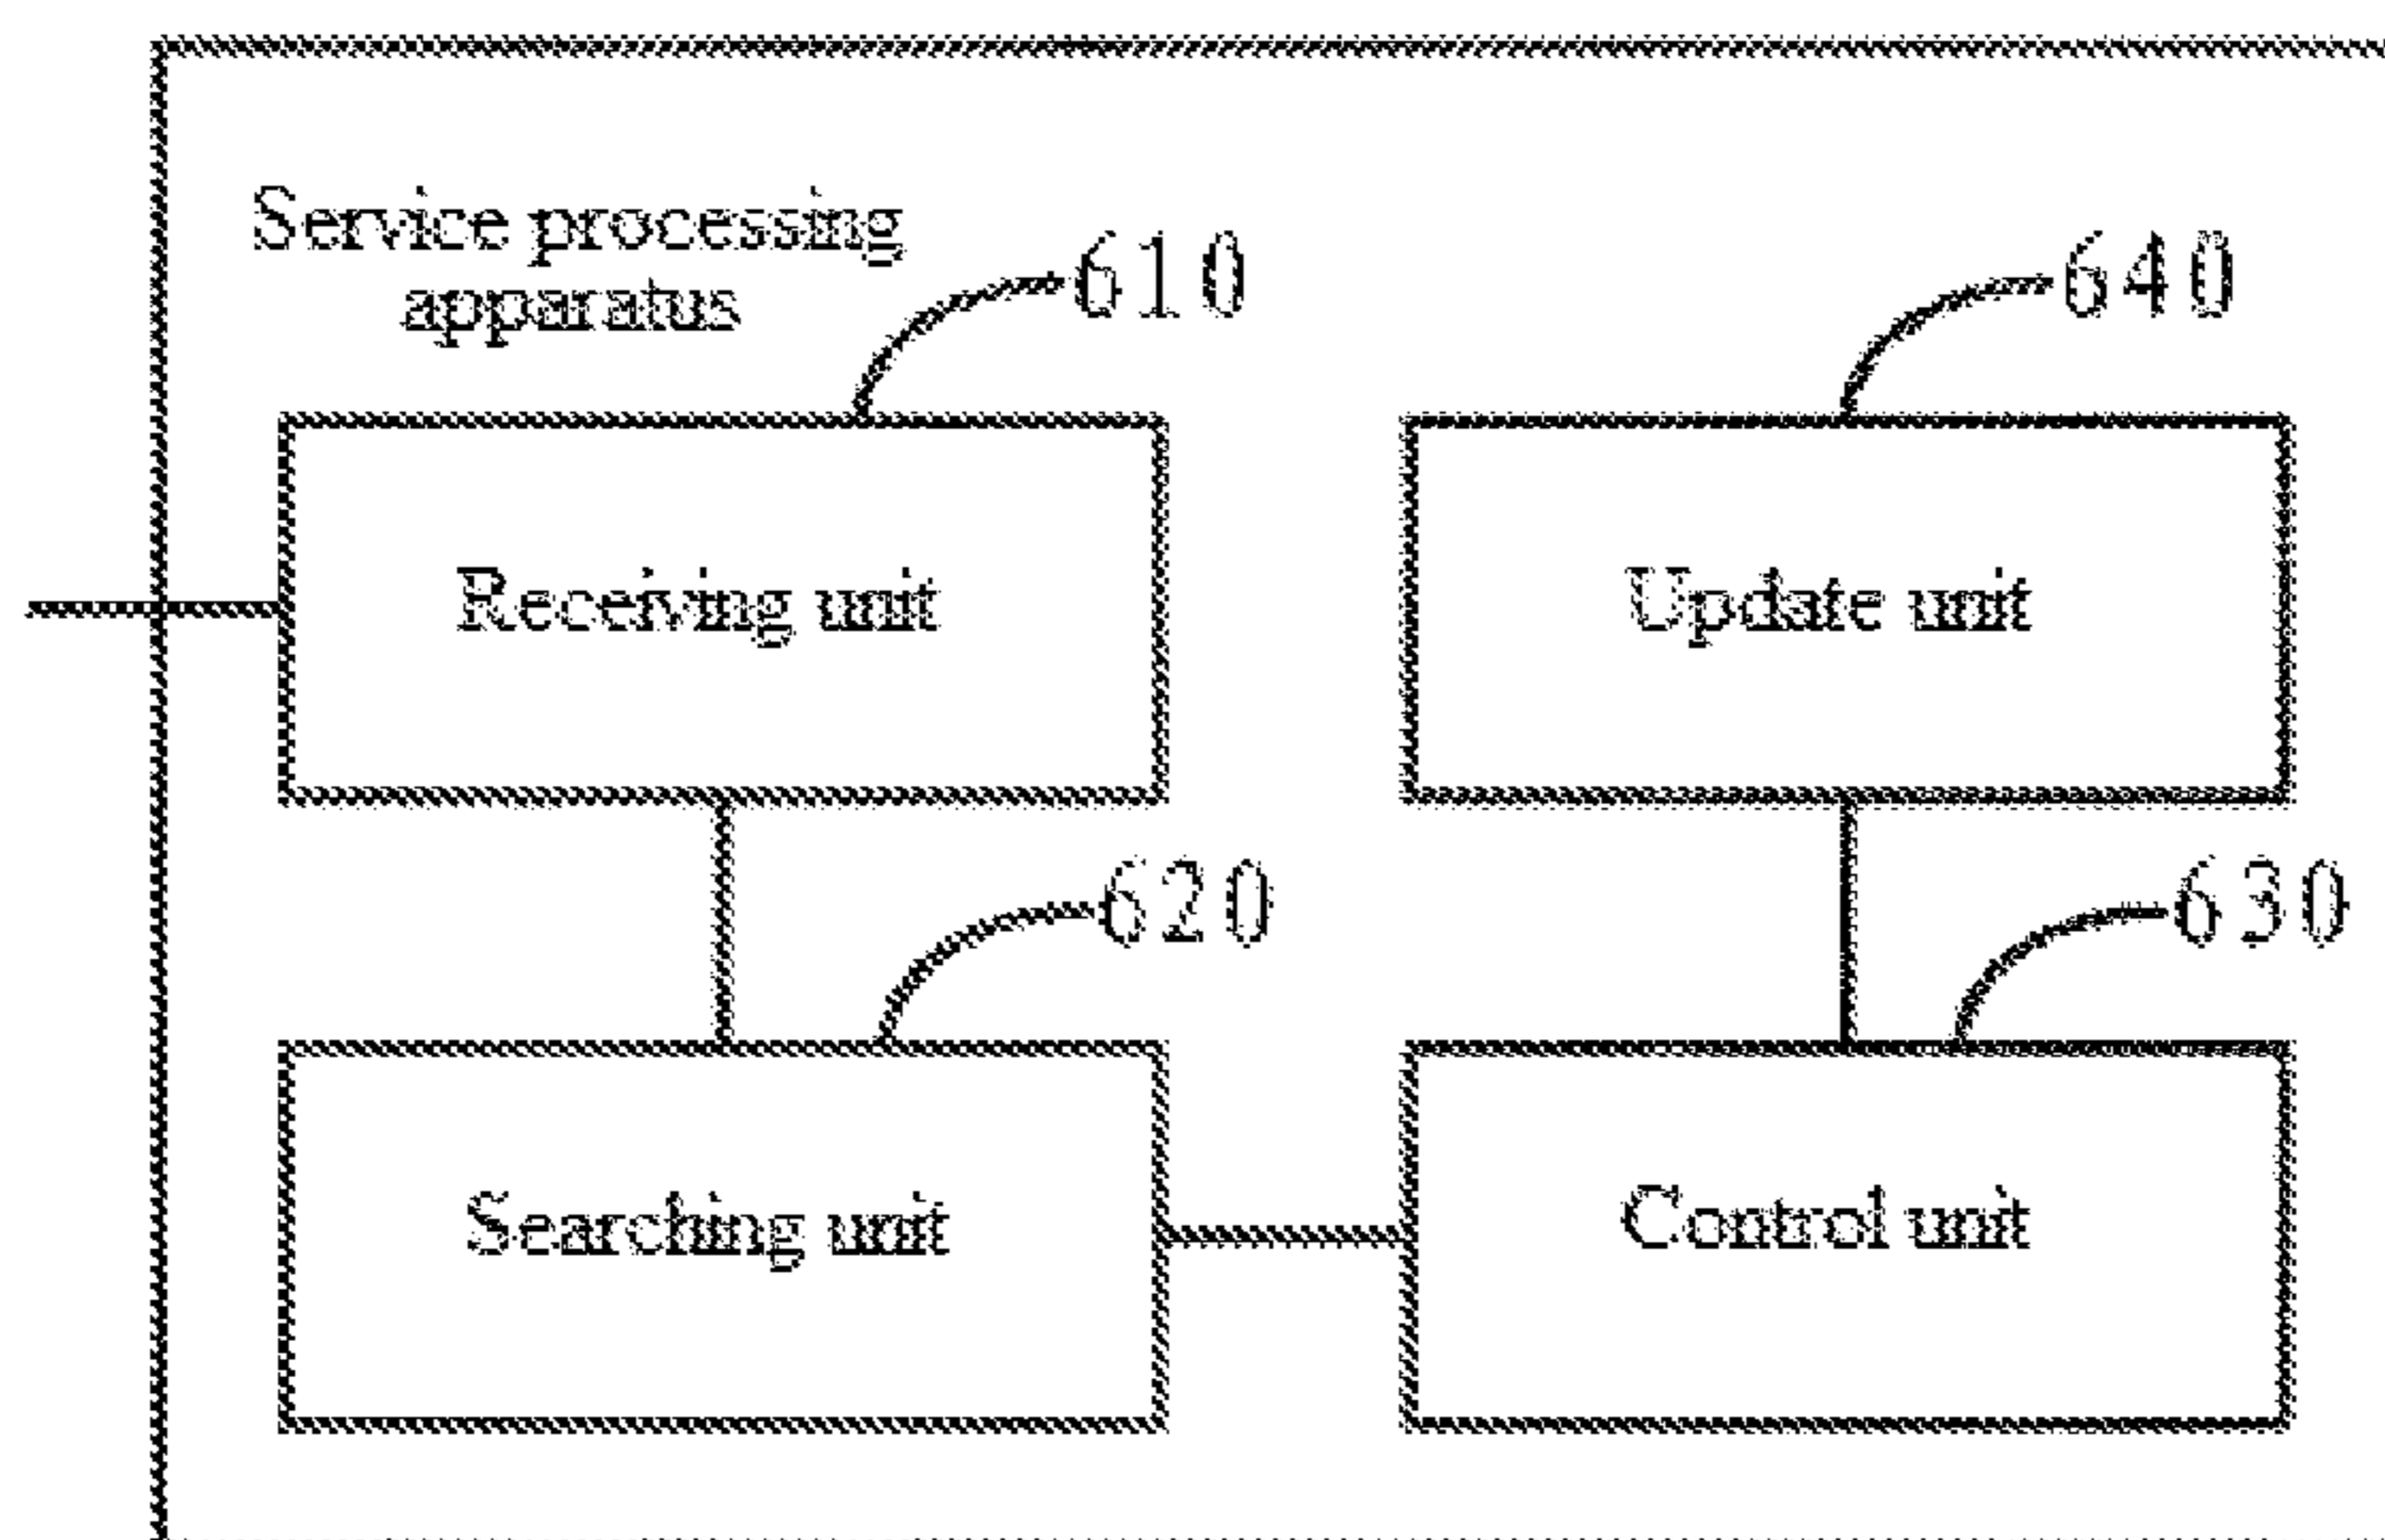 Service processing
apparatus
610
640
Receiving unit
Update unit
620
630
Searching unit
Control unit